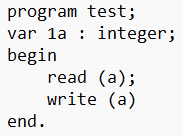 program test;
var 1a : integer;
begin
    read (a);
    write (a)
end.